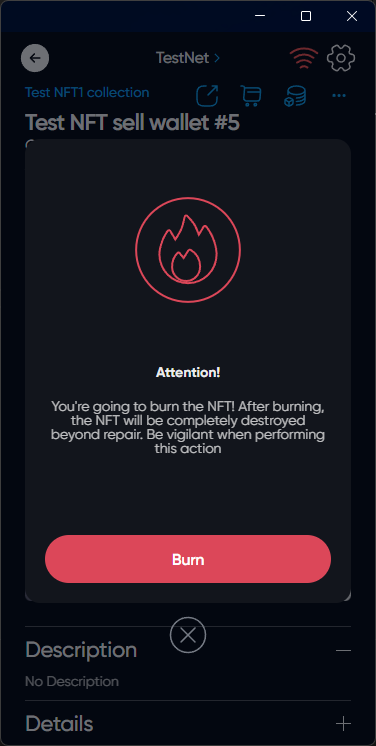 TestNet
Test NFT1 collection
Test NFT sell wallet #5
Attention!
You're going to burn the NFT! After burning,
the NFT will be completely destroyed
beyond repair. Be vigilant when performing
this action
Burn
Description
No Description
Details